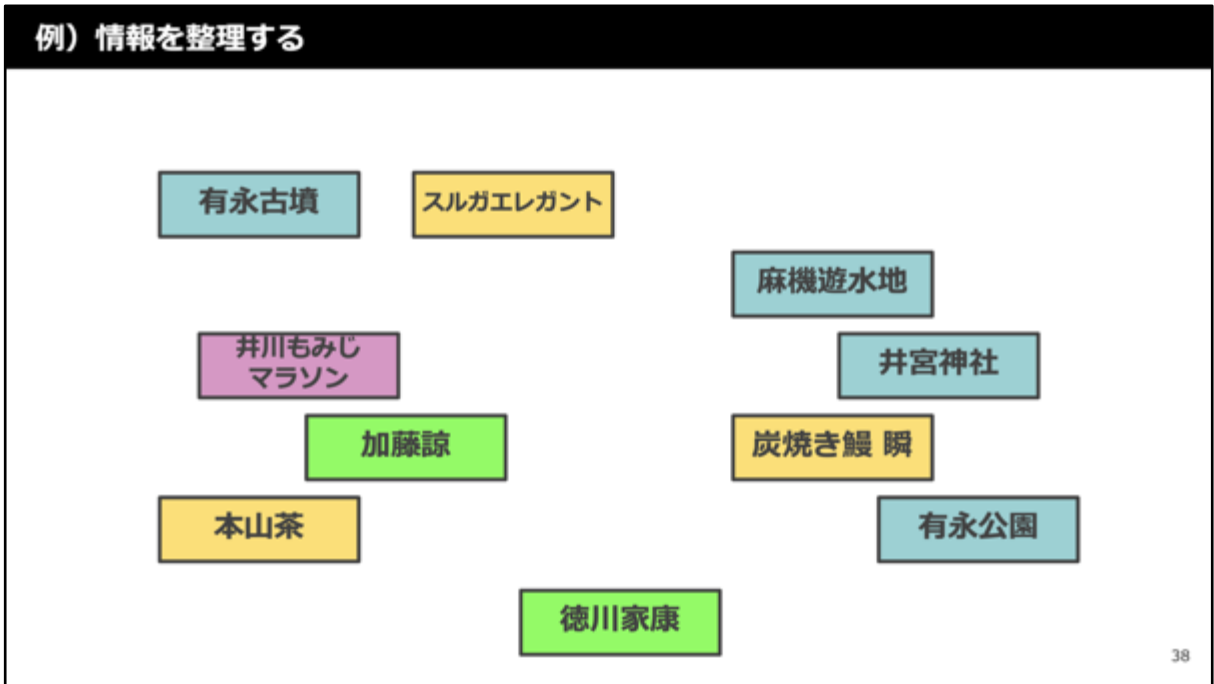 例）情報を整理する
有永古墳
スルガエレガント
麻機遊水地
井川もみじ
マラソン
井宮神社
加藤諒
炭焼き鰻 瞬
本山茶
有永公園
徳川家康
38